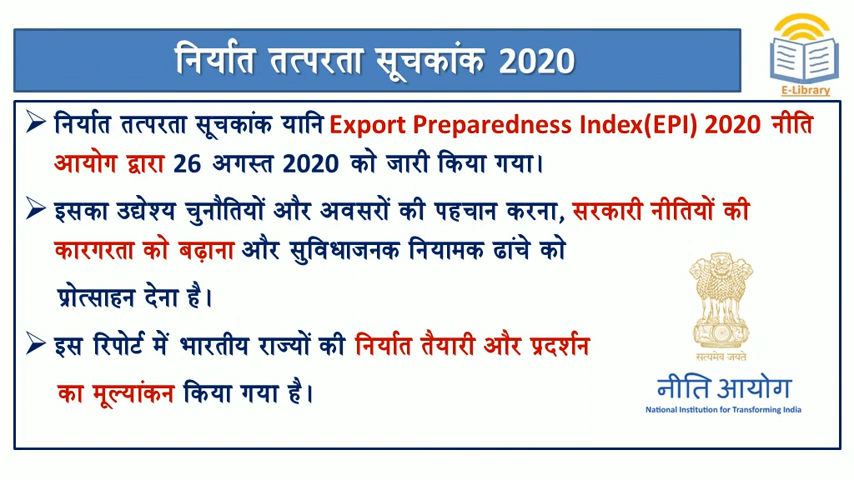 निर्यात तत्परता सूचकांक 2020
E-Library
निर्यात तत्परता सूचकांक यानि Export Preparedness Index(EPI) 2020 नीति
आयोग द्वारा 26 अगस्त 2020 को जारी किया गया।
इसका उद्येश्य चुनौतियों और अवसरों की पहचान करना, सरकारी नीतियों की
कारगरता को बढ़ाना और सुविधाजनक नियामक ढांचे को
प्रोत्साहन देना है।
इस रिपोर्ट में भारतीय राज्यों की निर्यात तैयारी और प्रदर्शन
का मूल्यांकन किया गया है।
सत्यमेव जयते
नीति आयोग
National Institution for Transforming India